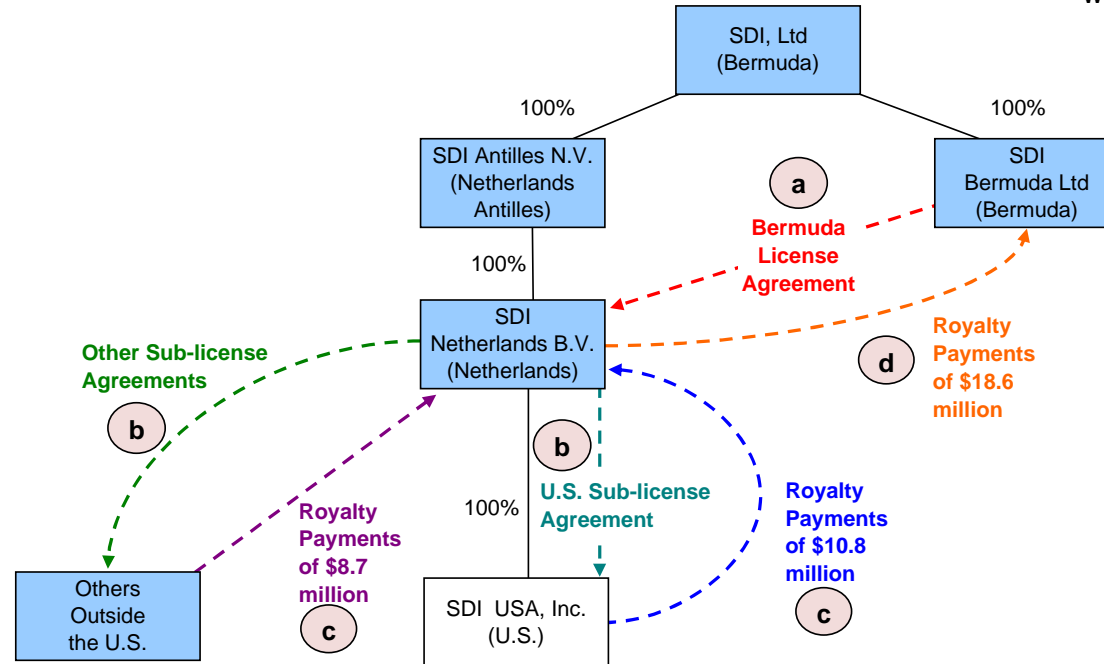 W
SDI, Ltd
(Bermuda)
100%
100%
SDI Antilles N.V.
(Netherlands
Antilles)
SDI
Bermuda Ltd
(Bermuda)
a
Bermuda
License
Agreement
100%
SDI
Netherlands B.V.
(Netherlands)
Royalty
Payments
of $18.6
million
d
Other Sub-license
Agreements
b
b
U.S. Sub-license
Agreement
100%
Royalty
Payments
of $8.7
million
c
Royalty
Payments
of $10.8
million
c
Others
Outside
the U.S.
SDI USA, Inc.
(U.S.)